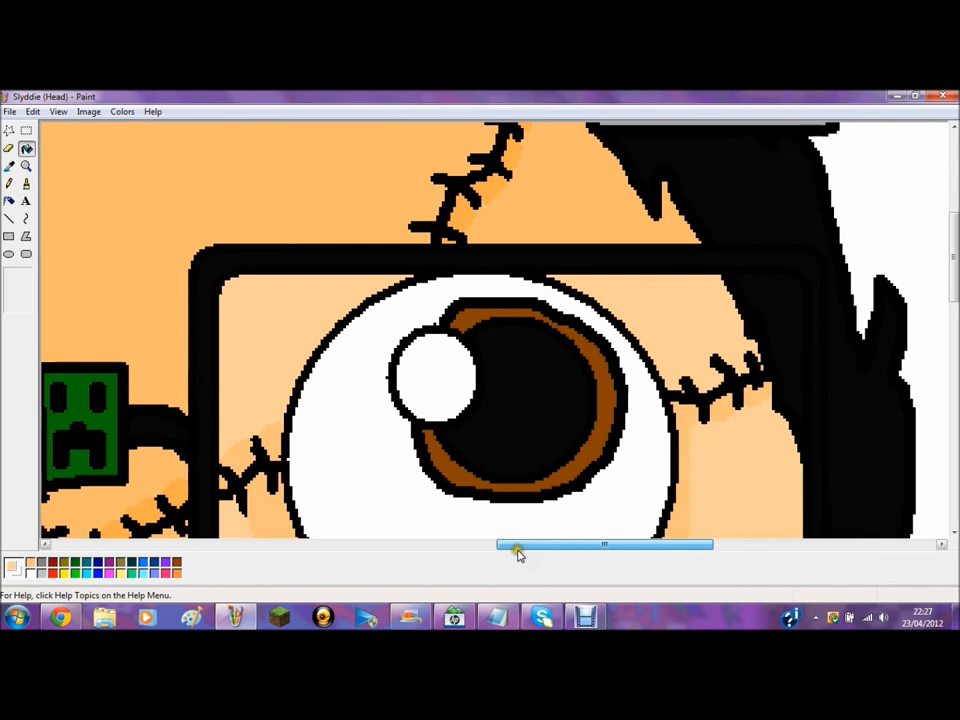 Slyddie (Head) - Paint
File Edit View Image Colors Help
A
For Help, click Help Topics on the Help Menu.
22:27
23/04/2012